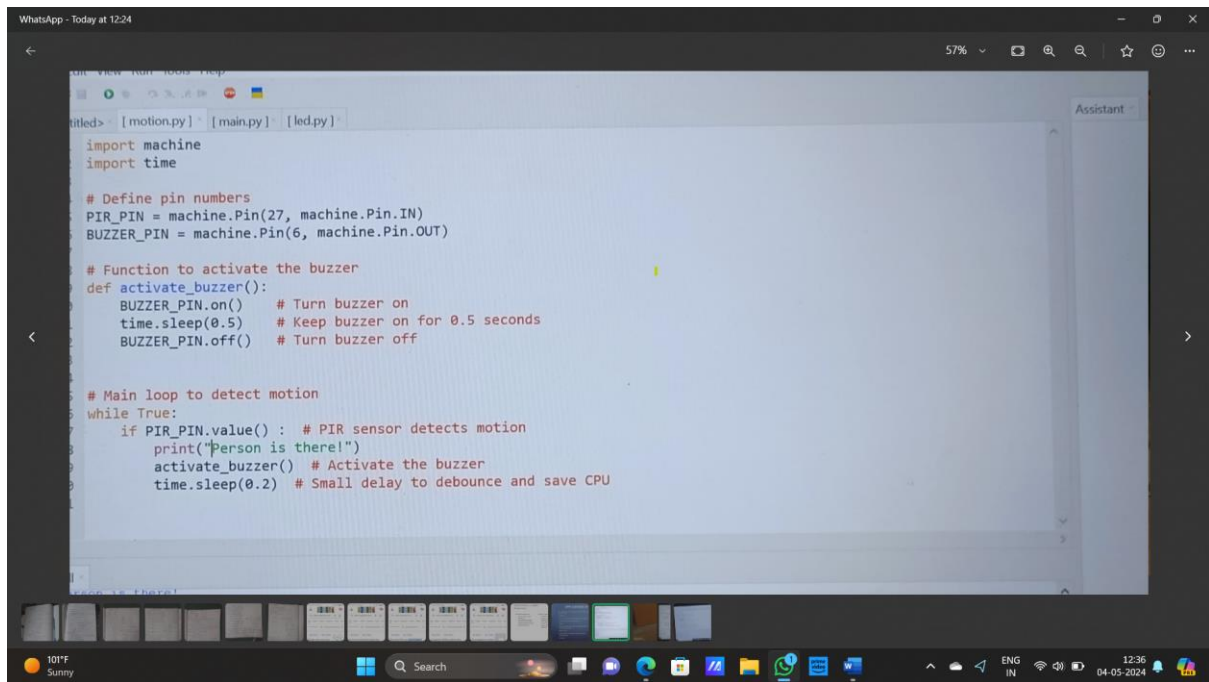 WhatsApp - Today at 12:24
57%
Edit View Run Tools Help
[ motion.py ] [ main.py ] [ led.py ]
Assistant
import machine
import time
# Define pin numbers
PIR_PIN = machine.Pin(27, machine.Pin.IN)
BUZZER_PIN = machine.Pin(6, machine.Pin.OUT)
# Function to activate the buzzer
def activate_buzzer():
    BUZZER_PIN.on()    # Turn buzzer on
    time.sleep(0.5)    # Keep buzzer on for 0.5 seconds
    BUZZER_PIN.off()   # Turn buzzer off
# Main loop to detect motion
while True:
    if PIR_PIN.value() :  # PIR sensor detects motion
        print("Person is there!")
        activate_buzzer()  # Activate the buzzer
        time.sleep(0.2)  # Small delay to debounce and save CPU
101°F
Sunny
Search
ENG
IN
12:36
04-05-2024